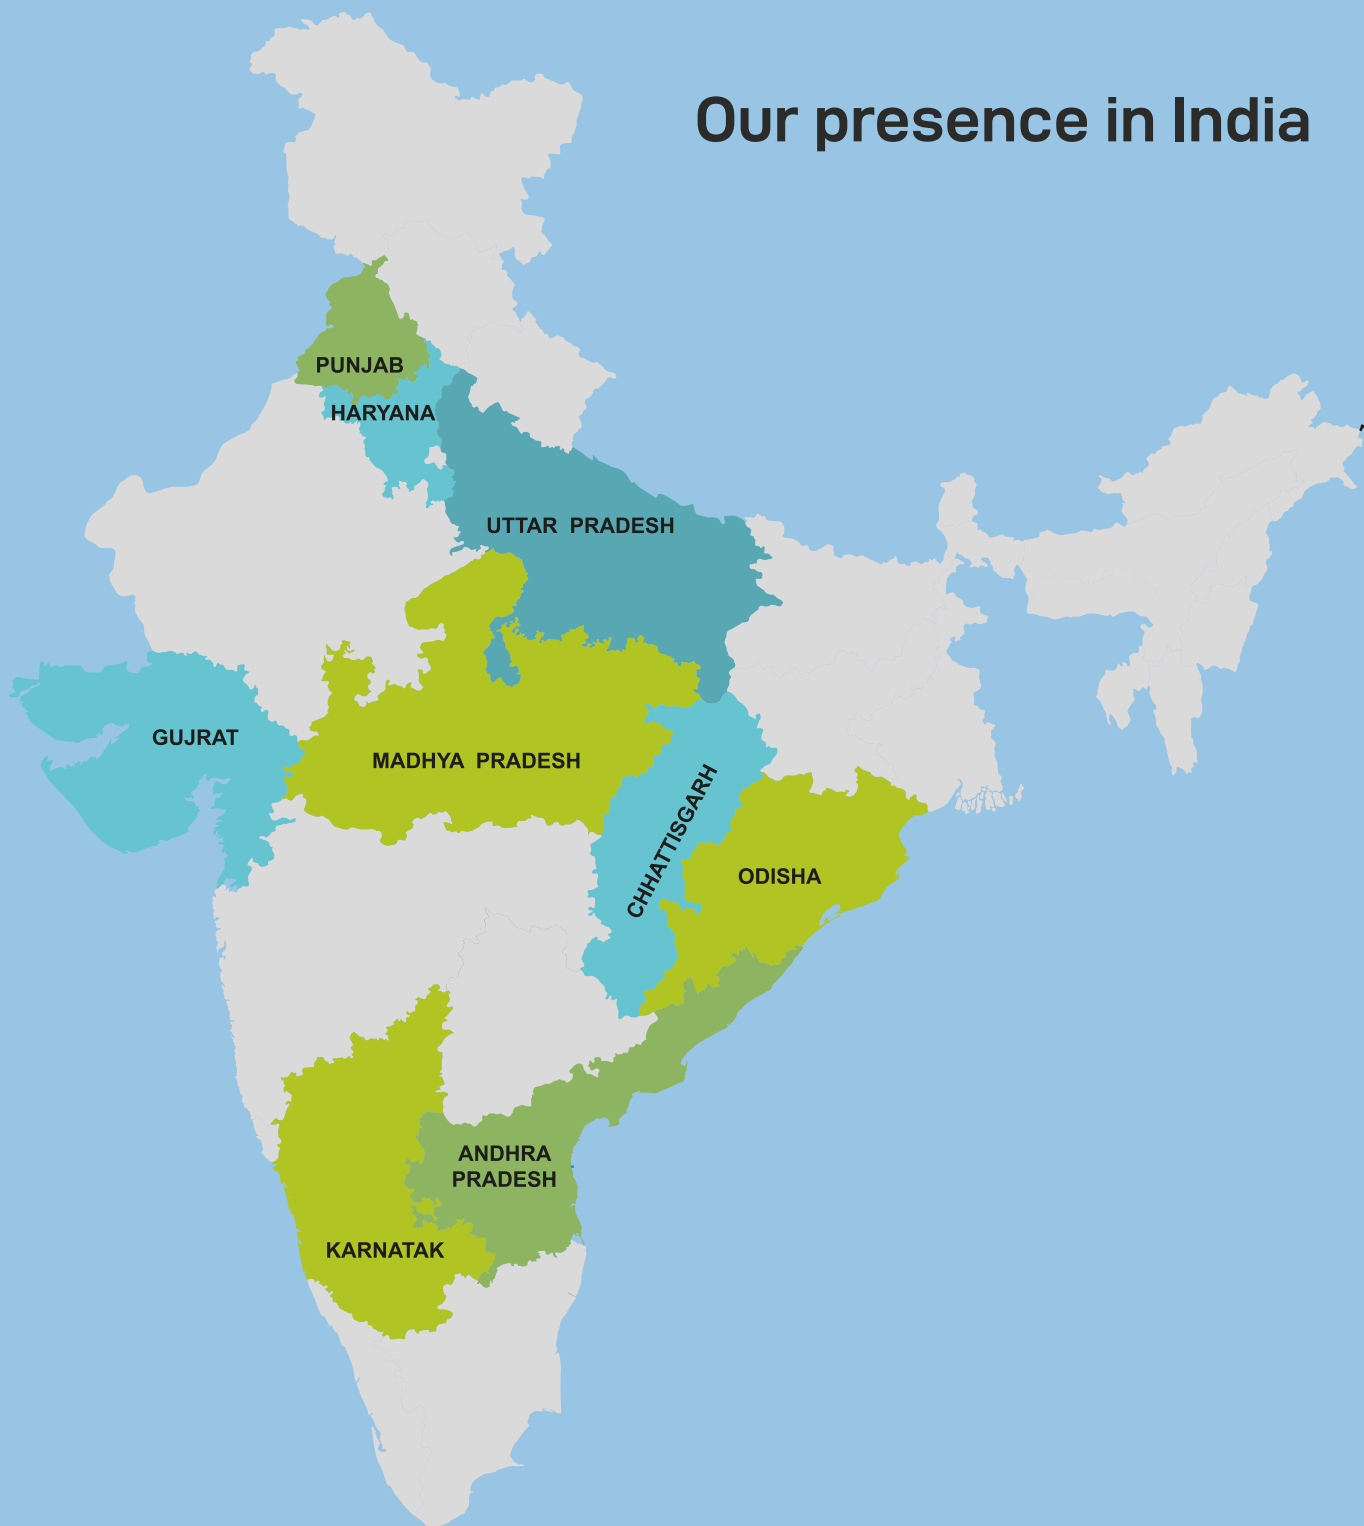 Our presence in India
PUNJAB
HARYANA
UTTAR PRADESH
GUJRAT
MADHYA PRADESH
CHHATTISGARH
ODISHA
ANDHRA
PRADESH
KARNATAK